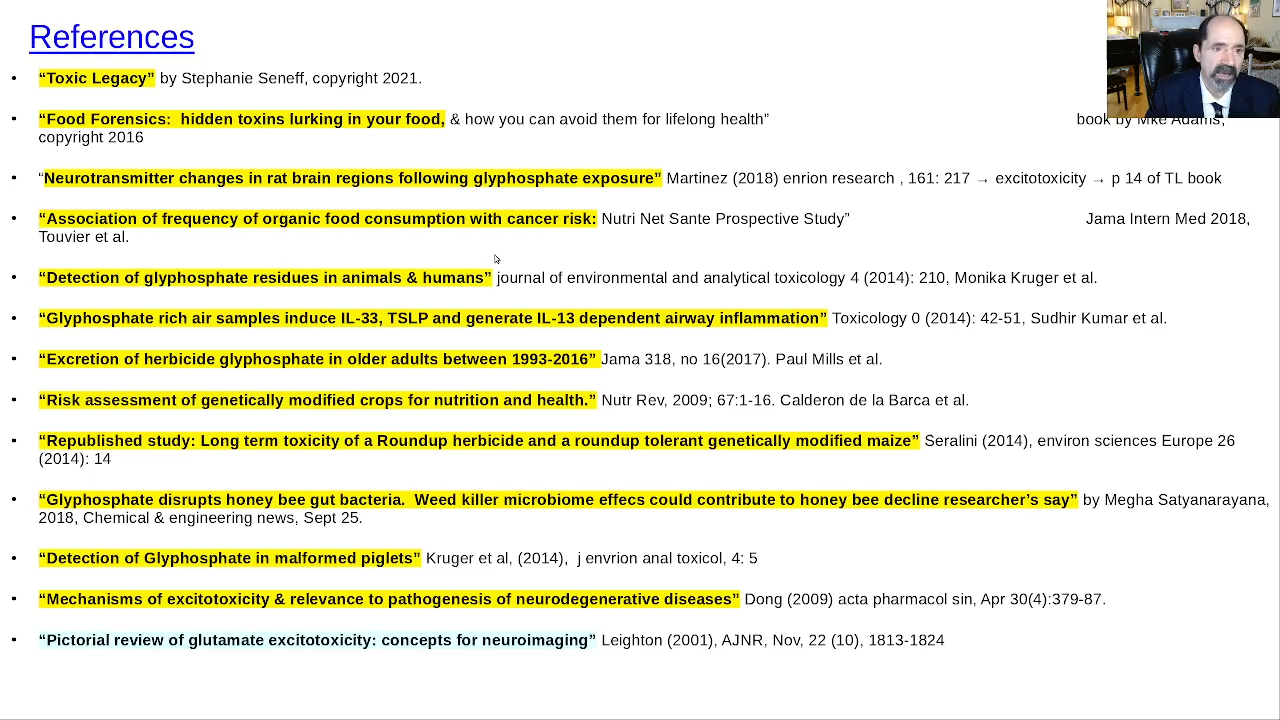 References
• “Toxic Legacy” by Stephanie Seneff, copyright 2021.
• “Food Forensics: hidden toxins lurking in your food, & how you can avoid them for lifelong health” book by Mke Adams,
copyright 2016
• “Neurotransmitter changes in rat brain regions following glyphosphate exposure” Martinez (2018) enrion research , 161: 217 → excitotoxicity → p 14 of TL book
• “Association of frequency of organic food consumption with cancer risk: Nutri Net Sante Prospective Study” Jama Intern Med 2018,
Touvier et al.
• “Detection of glyphosphate residues in animals & humans” journal of environmental and analytical toxicology 4 (2014): 210, Monika Kruger et al.
• “Glyphosphate rich air samples induce IL-33, TSLP and generate IL-13 dependent airway inflammation” Toxicology 0 (2014): 42-51, Sudhir Kumar et al.
• “Excretion of herbicide glyphosphate in older adults between 1993-2016” Jama 318, no 16(2017). Paul Mills et al.
• “Risk assessment of genetically modified crops for nutrition and health.” Nutr Rev, 2009; 67:1-16. Calderon de la Barca et al.
• “Republished study: Long term toxicity of a Roundup herbicide and a roundup tolerant genetically modified maize” Seralini (2014), environ sciences Europe 26
(2014): 14
• “Glyphosphate disrupts honey bee gut bacteria. Weed killer microbiome effecs could contribute to honey bee decline researcher’s say” by Megha Satyanarayana,
2018, Chemical & engineering news, Sept 25.
• “Detection of Glyphosphate in malformed piglets” Kruger et al, (2014), j envrion anal toxicol, 4: 5
• “Mechanisms of excitotoxicity & relevance to pathogenesis of neurodegenerative diseases” Dong (2009) acta pharmacol sin, Apr 30(4):379-87.
• “Pictorial review of glutamate excitotoxicity: concepts for neuroimaging” Leighton (2001), AJNR, Nov, 22 (10), 1813-1824